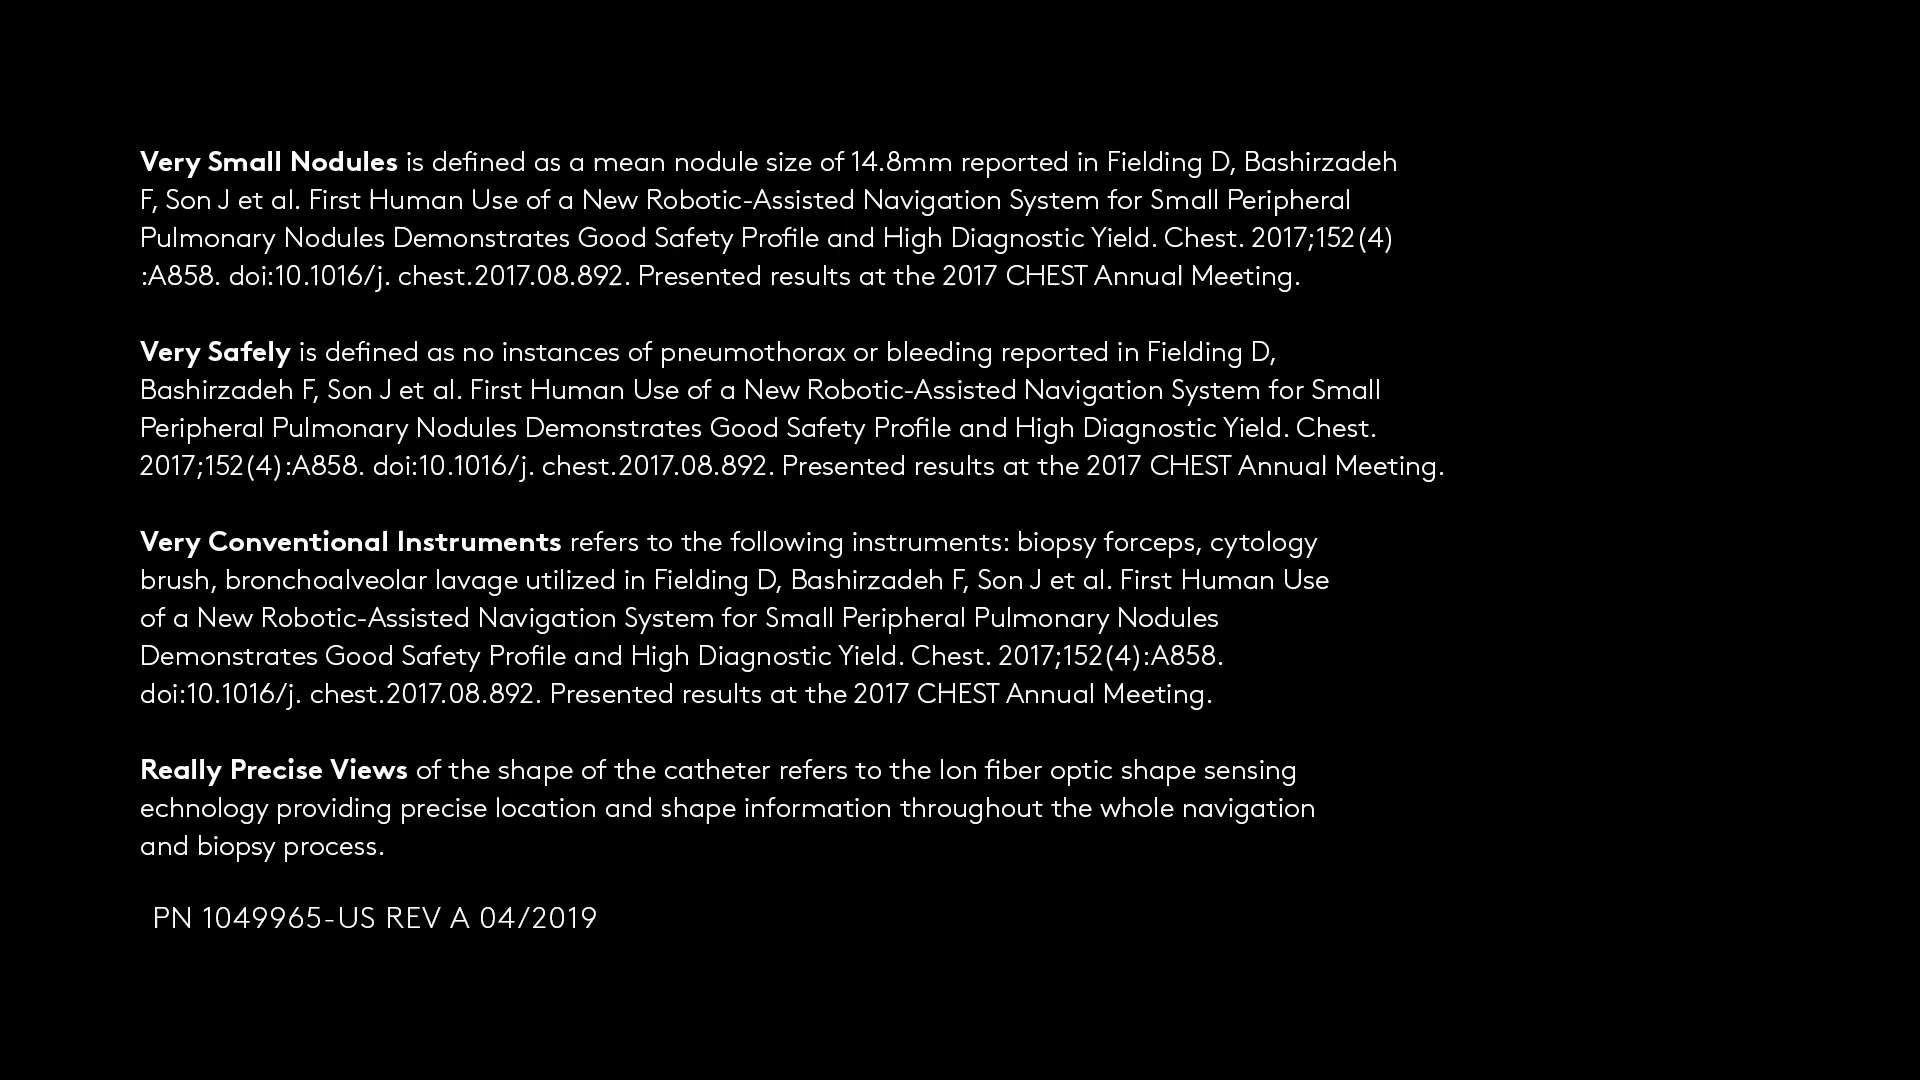 Very Small Nodules is defined as a mean nodule size of 14.8mm reported in Fielding D, Bashirzadeh
F, Son J et al. First Human Use of a New Robotic-Assisted Navigation System for Small Peripheral
Pulmonary Nodules Demonstrates Good Safety Profile and High Diagnostic Yield. Chest. 2017;152(4)
:A858. doi:10.1016/j. chest.2017.08.892. Presented results at the 2017 CHEST Annual Meeting.
Very Safely is defined as no instances of pneumothorax or bleeding reported in Fielding D,
Bashirzadeh F, Son J et al. First Human Use of a New Robotic-Assisted Navigation System for Small
Peripheral Pulmonary Nodules Demonstrates Good Safety Profile and High Diagnostic Yield. Chest.
2017;152(4):A858. doi:10.1016/j. chest.2017.08.892. Presented results at the 2017 CHEST Annual Meeting.
Very Conventional Instruments refers to the following instruments: biopsy forceps, cytology
brush, bronchoalveolar lavage utilized in Fielding D, Bashirzadeh F, Son J et al. First Human Use
of a New Robotic-Assisted Navigation System for Small Peripheral Pulmonary Nodules
Demonstrates Good Safety Profile and High Diagnostic Yield. Chest. 2017;152(4):A858.
doi:10.1016/j. chest.2017.08.892. Presented results at the 2017 CHEST Annual Meeting.
Really Precise Views of the shape of the catheter refers to the Ion fiber optic shape sensing
echnology providing precise location and shape information throughout the whole navigation
and biopsy process.
PN 1049965-US REV A 04/2019